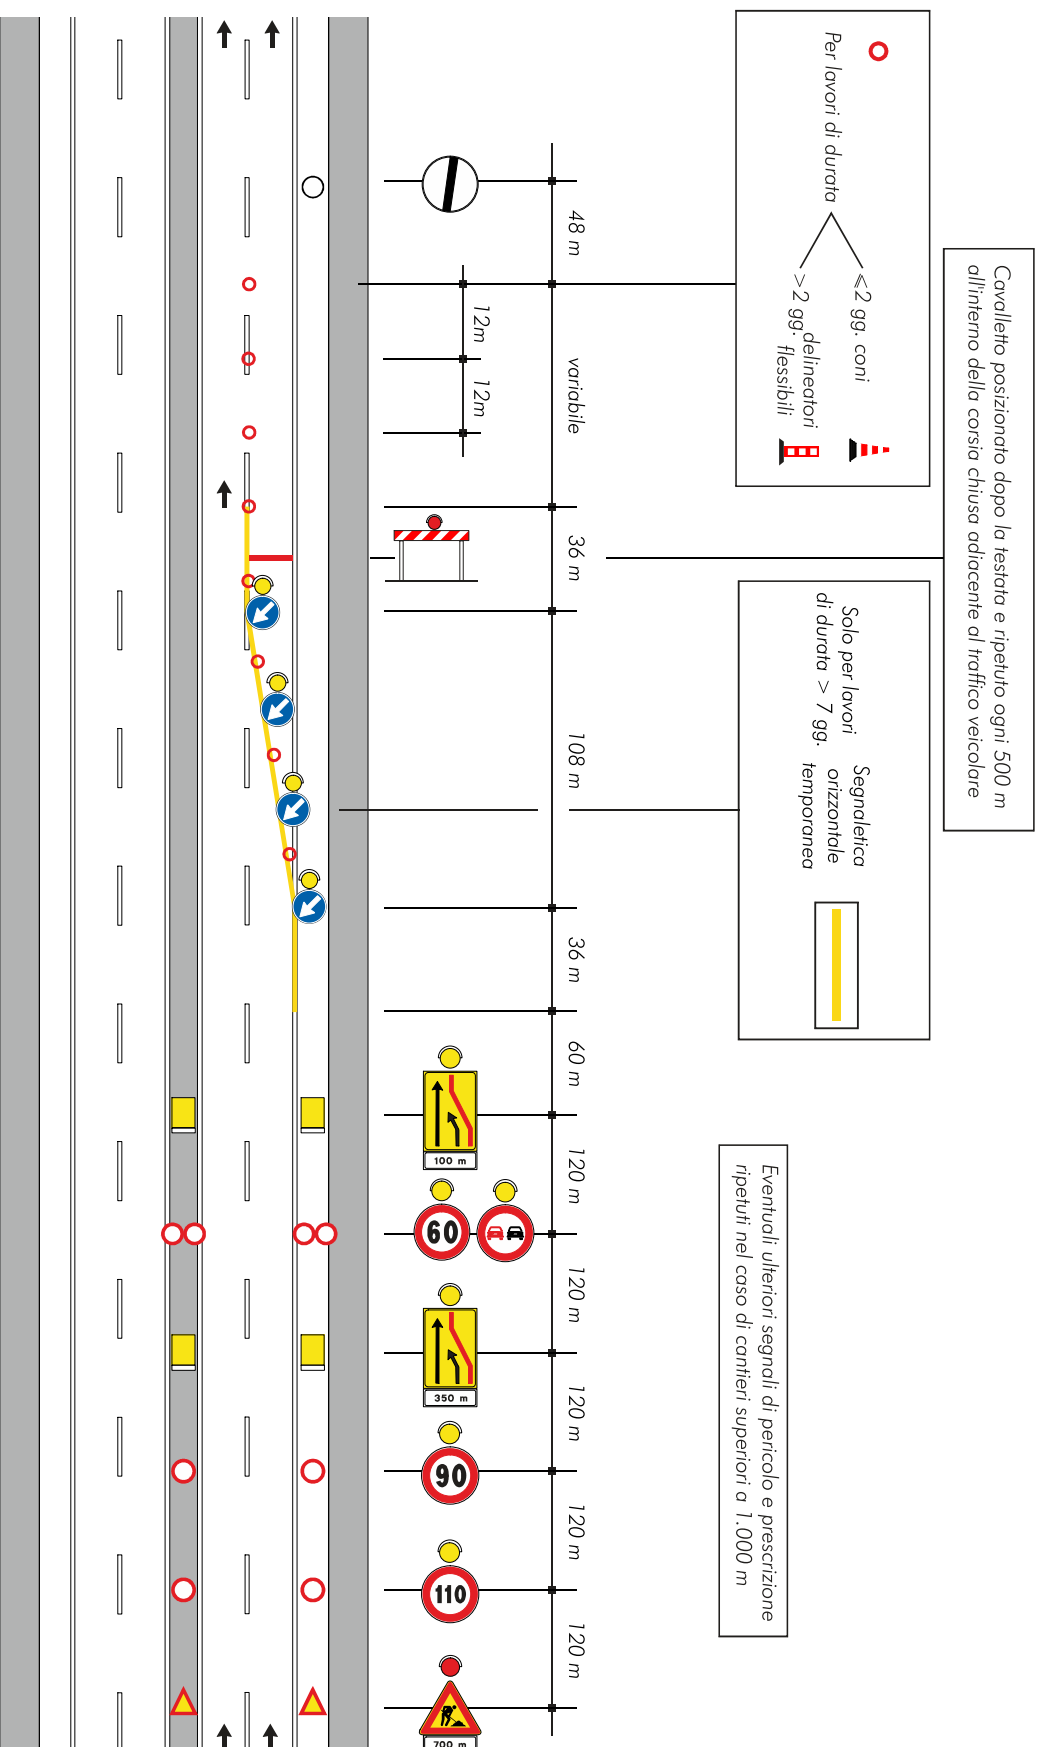 Cavalletto posizionato dopo la testata e ripetuto ogni 500 m
all'interno della corsia chiusa adiacente al traffico veicolare
Per lavori di durata
⩽2 gg. coni
>2 gg. delineatori
flessibili
Solo per lavori
di durata > 7 gg.
Segnaletica
orizzontale
temporanea
Eventuali ulteriori segnali di pericolo e prescrizione
ripetuti nel caso di cantieri superiori a 1.000 m
48 m
variabile
12m
12m
36 m
108 m
36 m
60 m
120 m
120 m
120 m
120 m
120 m
100 m
60
350 m
90
110
700 m